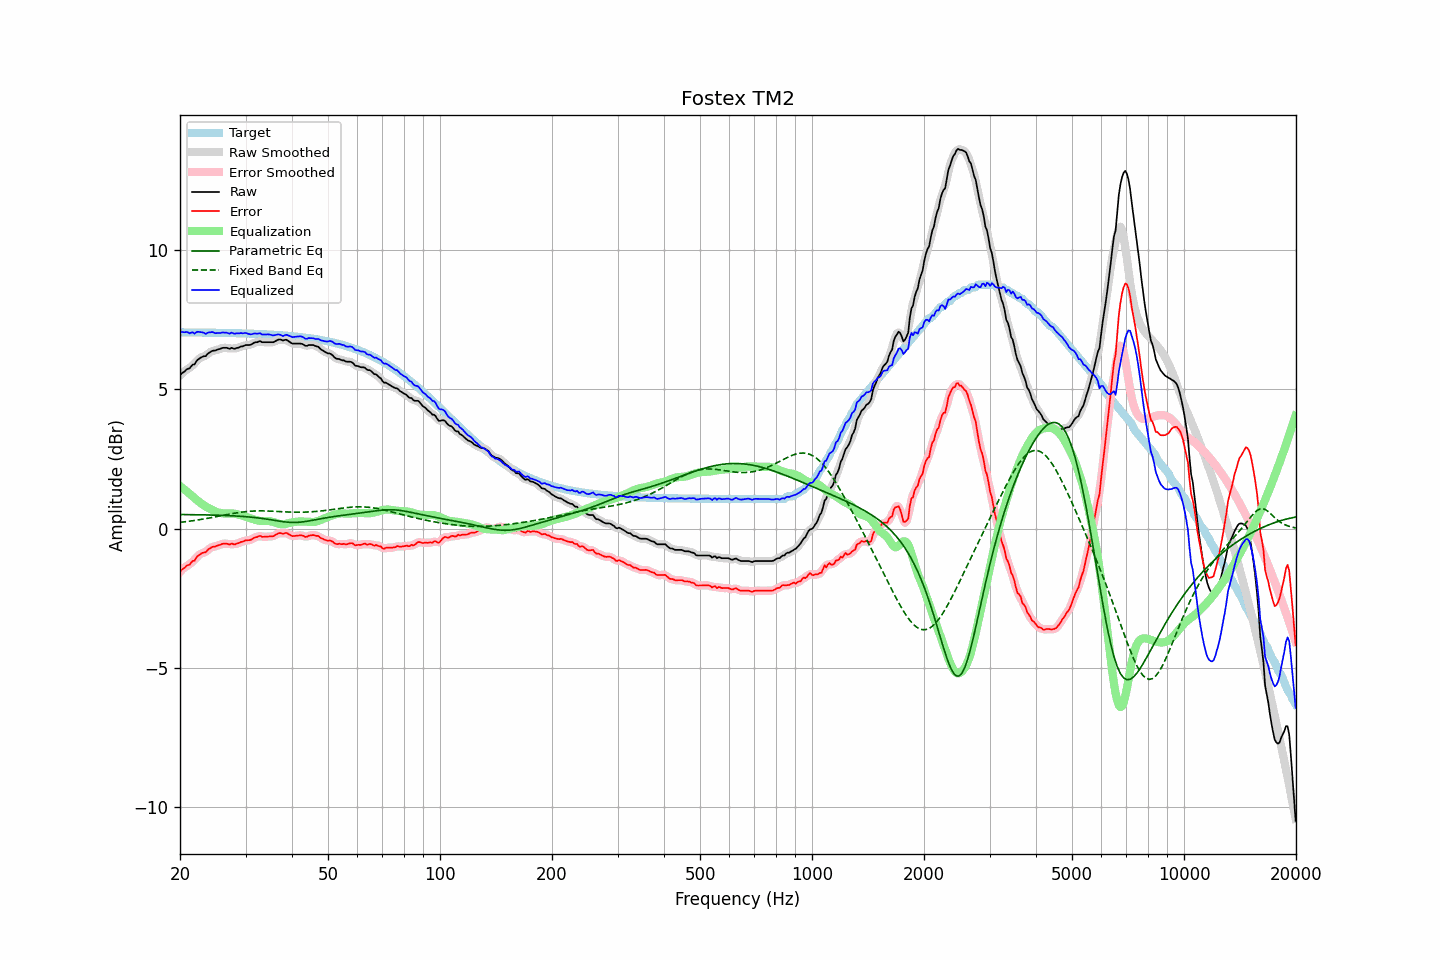 Fostex TM2
Target
Raw Smoothed
Error Smoothed
Raw
Error
Equalization
Parametric Eq
Fixed Band Eq
Equalized
Amplitude (dBr)
10
5
0
−5
−10
20 50 100 200 500 1000 2000 5000 10000 20000
Frequency (Hz)